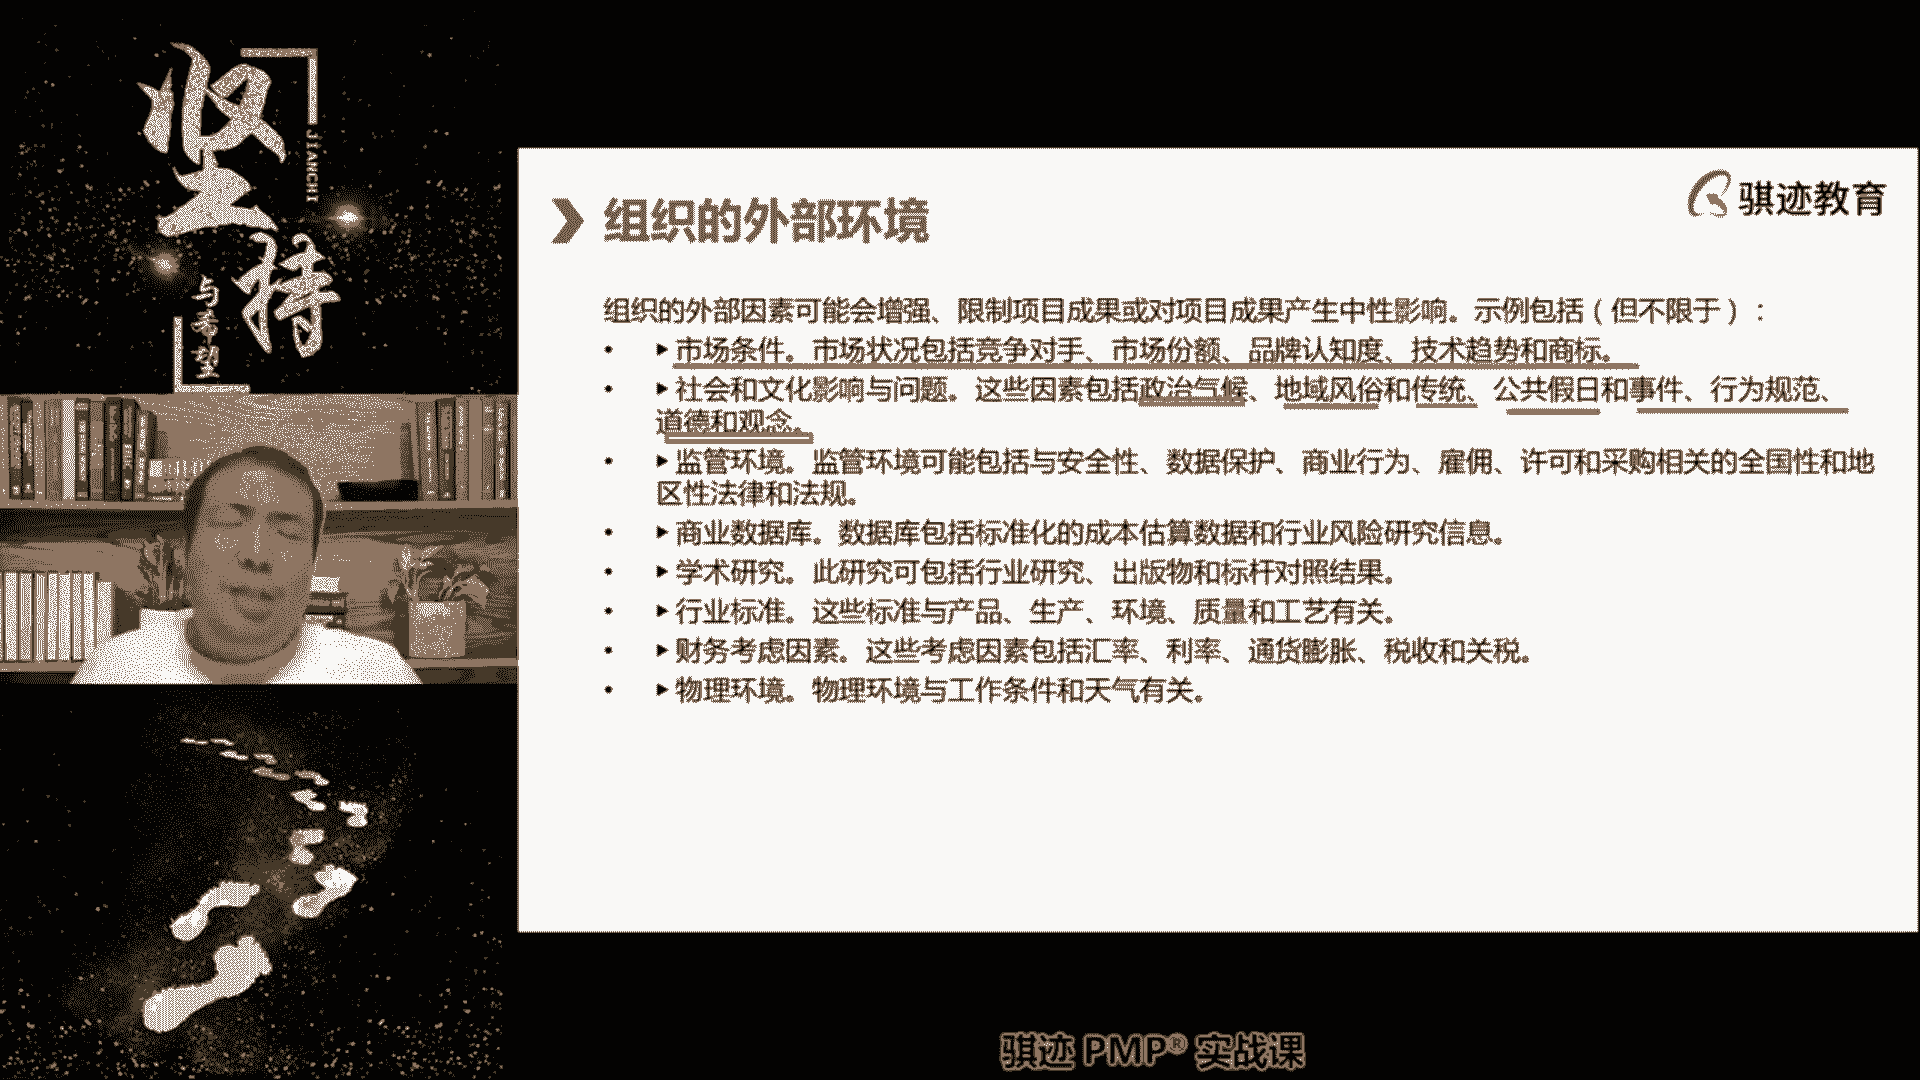 坚持
JIANCHI
与希望
骐迹教育
组织的外部环境
组织的外部因素可能会增强、限制项目成果或对项目成果产生中性影响。示例包括（但不限于）：
• ▶市场条件。市场状况包括竞争对手、市场份额、品牌认知度、技术趋势和商标。
• ▶社会和文化影响与问题。这些因素包括政治气候、地域风俗和传统、公共假日和事件、行为规范、
道德和观念。
• ▶监管环境。监管环境可能包括与安全性、数据保护、商业行为、雇佣、许可和采购相关的全国性和地
区性法律和法规。
• ▶商业数据库。数据库包括标准化的成本估算数据和行业风险研究信息。
• ▶学术研究。此研究可包括行业研究、出版物和标杆对照结果。
• ▶行业标准。这些标准与产品、生产、环境、质量和工艺有关。
• ▶财务考虑因素。这些考虑因素包括汇率、利率、通货膨胀、税收和关税。
• ▶物理环境。物理环境与工作条件和天气有关。
骐迹 PMP® 实战课